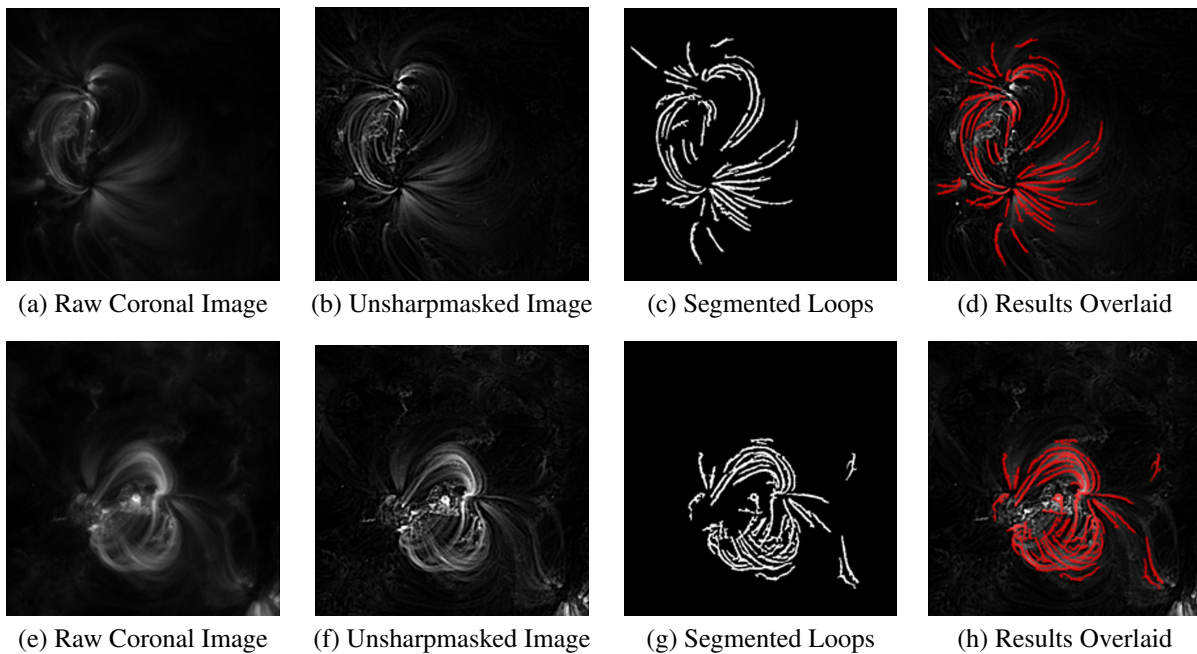 (a) Raw Coronal Image
(b) Unsharpmasked Image
(c) Segmented Loops
(d) Results Overlaid
(e) Raw Coronal Image
(f) Unsharpmasked Image
(g) Segmented Loops
(h) Results Overlaid